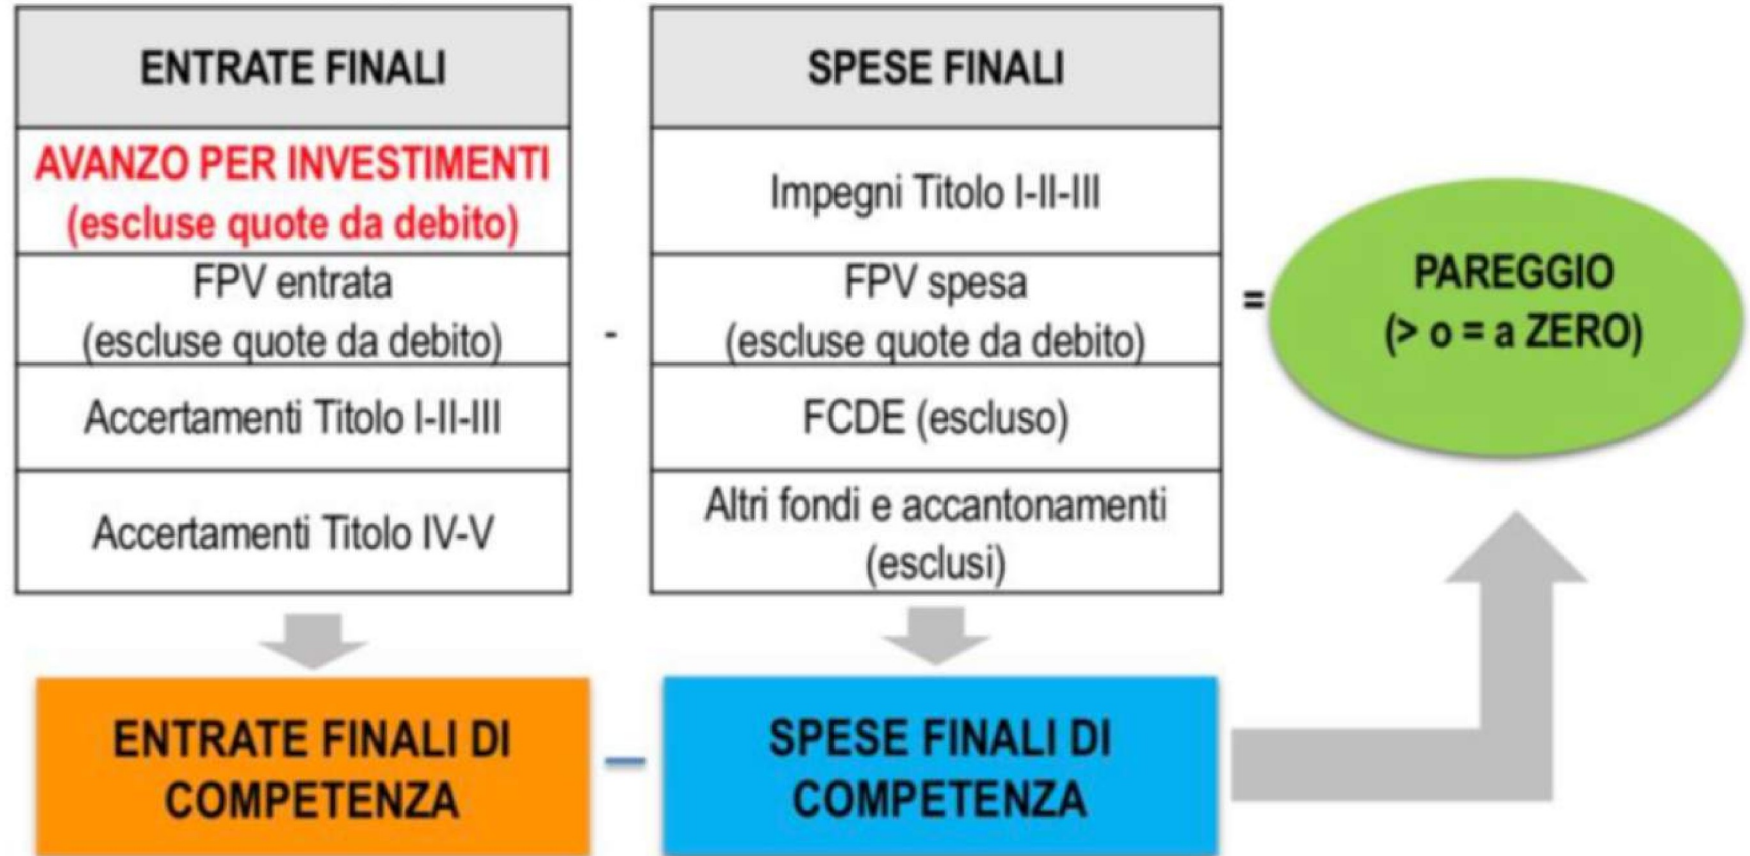 ENTRATE FINALI
AVANZO PER INVESTIMENTI
(escluse quote da debito)
FPV entrata
(escluse quote da debito)
Accertamenti Titolo I-II-III
Accertamenti Titolo IV-V
-
SPESE FINALI
Impegni Titolo I-II-III
FPV spesa
(escluse quote da debito)
FCDE (escluso)
Altri fondi e accantonamenti
(esclusi)
=
PAREGGIO
(> o = a ZERO)
ENTRATE FINALI DI
COMPETENZA
–
SPESE FINALI DI
COMPETENZA